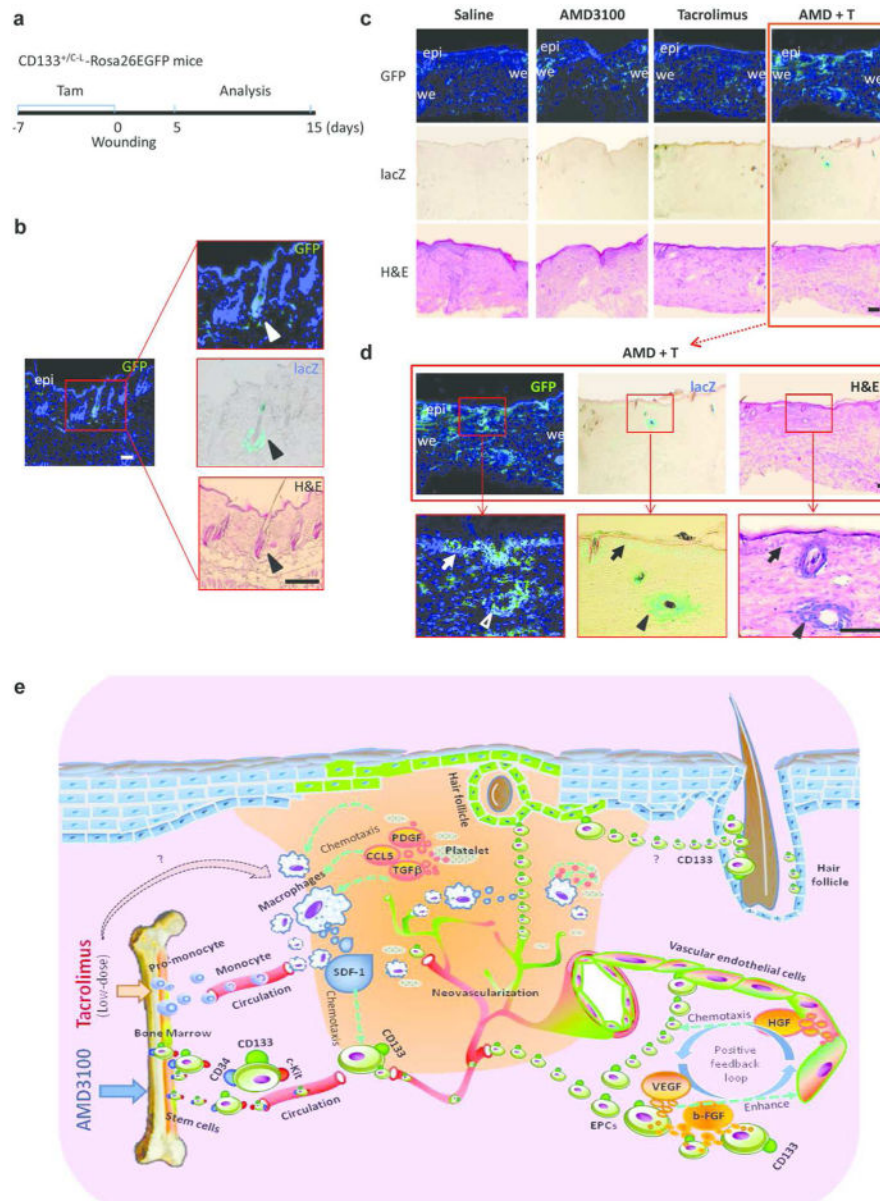 a
CD133+/C-L-Rosa26EGFP mice
Tam
Analysis
-7
0
5
15 (days)
Wounding
b
GFP
epi
GFP
lacZ
H&E
c
Saline
AMD3100
Tacrolimus
AMD + T
GFP
epi
we
we
epi
we
we
epi
we
we
epi
we
we
lacZ
H&E
d
AMD + T
GFP
epi
we
we
lacZ
H&E
e
Hair
follicle
Chemotaxis
PDGF
CCL5
TGFβ
Platelet
Macrophages
?
CD133
?
Hair
follicle
Tacrolimus
(Low-dose)
Pro-monocyte
Monocyte
Circulation
SDF-1
Chemotaxis
Neovascularization
Vascular endothelial cells
Chemotaxis
HGF
Positive
feedback
loop
VEGF
Enhance
b-FGF
EPCs
CD133
Bone Marrow
AMD3100
CD133
CD34
c-Kit
Stem cells
Circulation
CD133